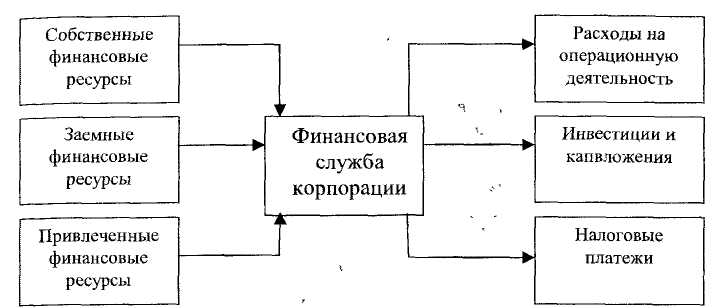 Собственные
финансовые
ресурсы
Заемные
финансовые
ресурсы
Привлеченные
финансовые
ресурсы
Финансовая
служба
корпорации
Расходы на
операционную
деятельность
Инвестиции и
капвложения
Налоговые
платежи